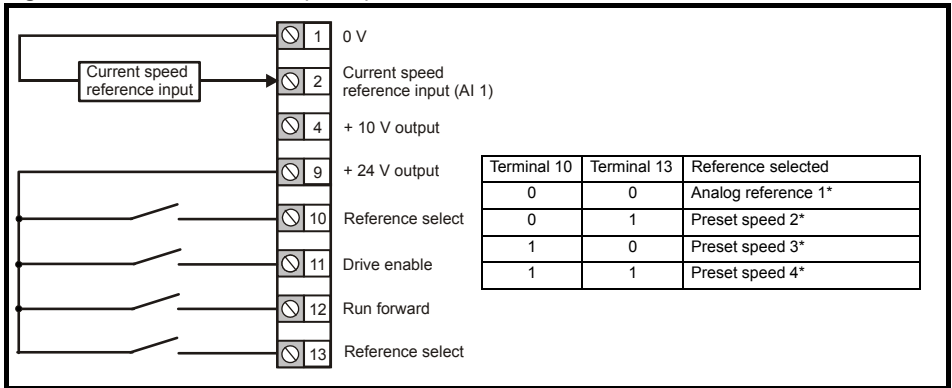 1 0 V
Current speed
reference input
2 Current speed
reference input (AI 1)
4 + 10 V output
9 + 24 V output
10 Reference select
11 Drive enable
12 Run forward
13 Reference select
Terminal 10 Terminal 13 Reference selected
0 0 Analog reference 1*
0 1 Preset speed 2*
1 0 Preset speed 3*
1 1 Preset speed 4*